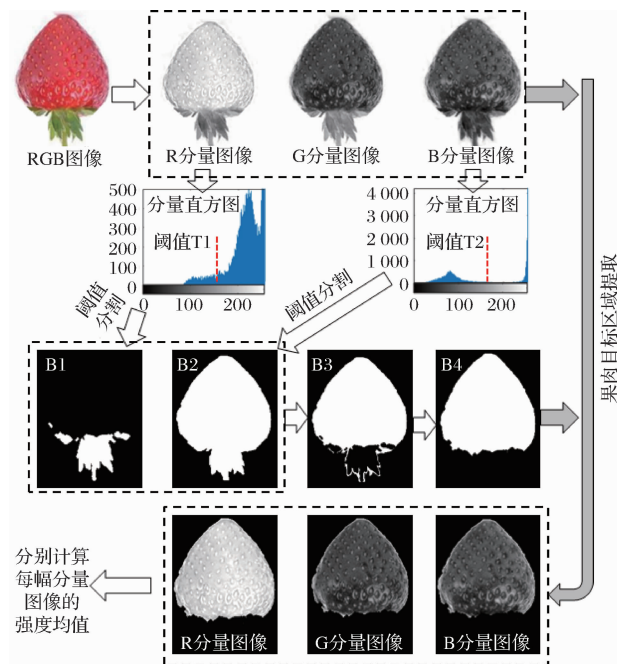 RGB图像
R分量图像
G分量图像
B分量图像
500
400
300
200
100
0
分量直方图
阈值T1
0
100
200
4 000
3 000
2 000
1 000
0
分量直方图
阈值T2
0
100
200
阈值
分割
阈值分割
果肉目标区域提取
B1
B2
B3
B4
R分量图像
G分量图像
B分量图像
分别计算
每幅分量
图像的
强度均值